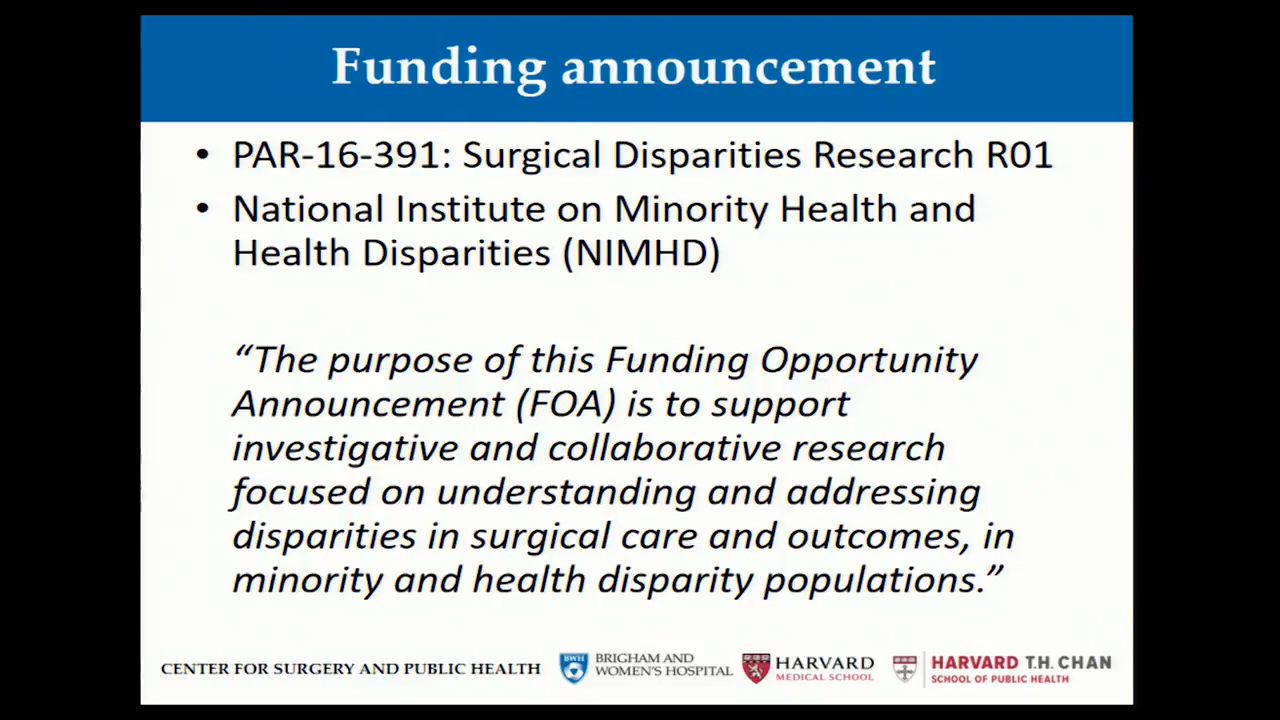 Funding announcement
• PAR-16-391: Surgical Disparities Research R01
• National Institute on Minority Health and
Health Disparities (NIMHD)
“The purpose of this Funding Opportunity
Announcement (FOA) is to support
investigative and collaborative research
focused on understanding and addressing
disparities in surgical care and outcomes, in
minority and health disparity populations.”
CENTER FOR SURGERY AND PUBLIC HEALTH
BWH
BRIGHAM AND
WOMEN'S HOSPITAL
HARVARD
MEDICAL SCHOOL
HARVARD T.H. CHAN
SCHOOL OF PUBLIC HEALTH